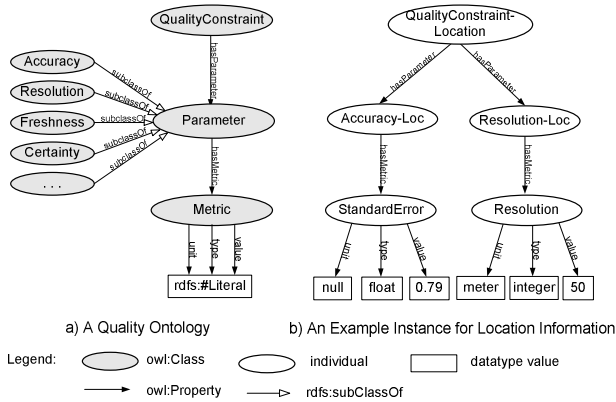 QualityConstraint
hasParameter
Accuracy
subclassOf
Resolution
subclassOf
Freshness
subclassOf
Certainty
subclassOf
. . .
subclassOf
Parameter
hasMetric
Metric
unit
type
value
rdfs:#Literal
a) A Quality Ontology
QualityConstraint-
Location
hasParameter
hasParameter
Accuracy-Loc
Resolution-Loc
hasMetric
hasMetric
StandardError
Resolution
unit
type
value
unit
type
value
null
float
0.79
meter
integer
50
b) An Example Instance for Location Information
Legend:
owl:Class
individual
datatype value
owl:Property
rdfs:subClassOf